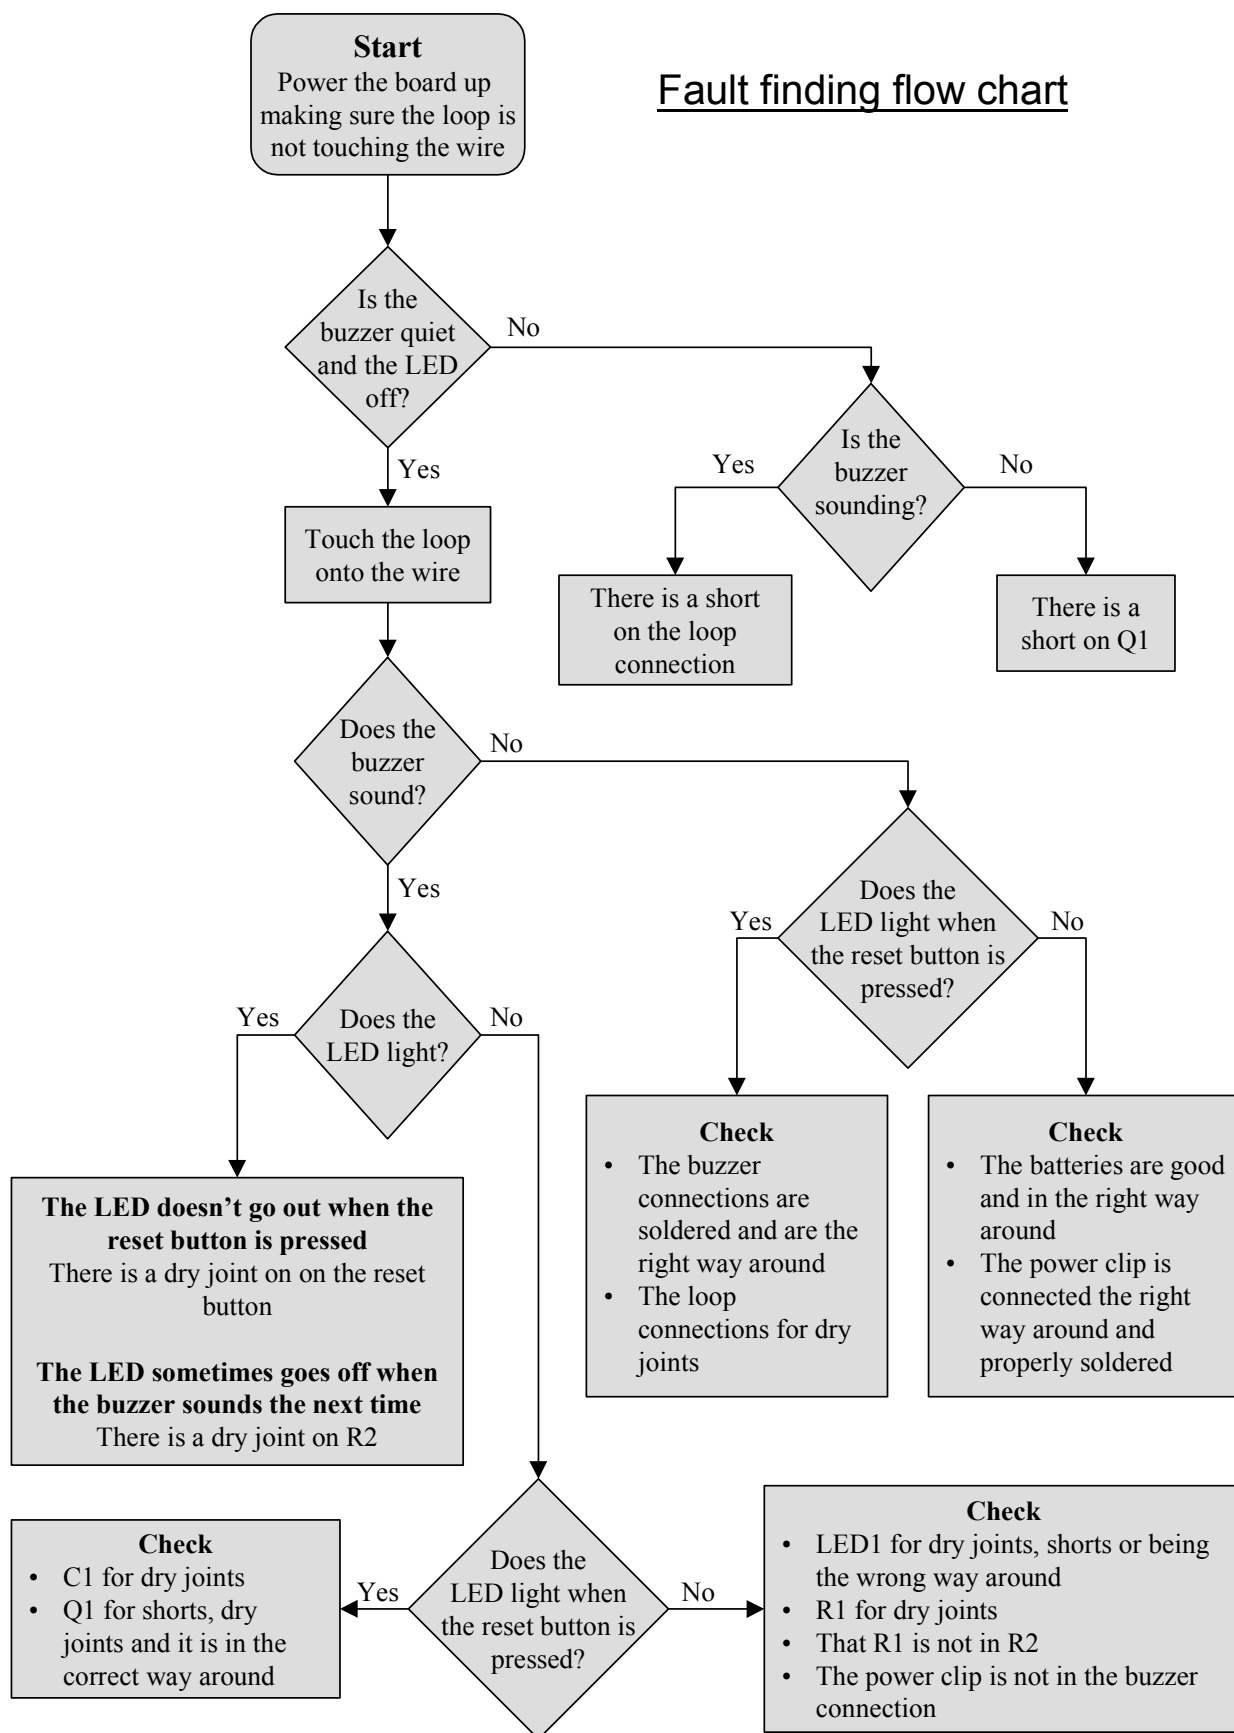 Start
Power the board up
making sure the loop is
not touching the wire
Fault finding flow chart
Is the
buzzer quiet
and the LED
off?
No
Yes
Is the
buzzer
sounding?
Yes
No
Touch the loop
onto the wire
There is a short
on the loop
connection
There is a
short on Q1
Does the
buzzer
sound?
No
Yes
Does the
LED light when
the reset button is
pressed?
Yes
No
Does the
LED light?
Yes
No
Check
• The buzzer
connections are
soldered and are the
right way around
• The loop
connections for dry
joints
Check
• The batteries are good
and in the right way
around
• The power clip is
connected the right
way around and
properly soldered
The LED doesn’t go out when the
reset button is pressed
There is a dry joint on on the reset
button
The LED sometimes goes off when
the buzzer sounds the next time
There is a dry joint on R2
Check
• C1 for dry joints
• Q1 for shorts, dry
joints and it is in the
correct way around
Yes
Does the
LED light when
the reset button is
pressed?
No
Check
• LED1 for dry joints, shorts or being
the wrong way around
• R1 for dry joints
• That R1 is not in R2
• The power clip is not in the buzzer
connection